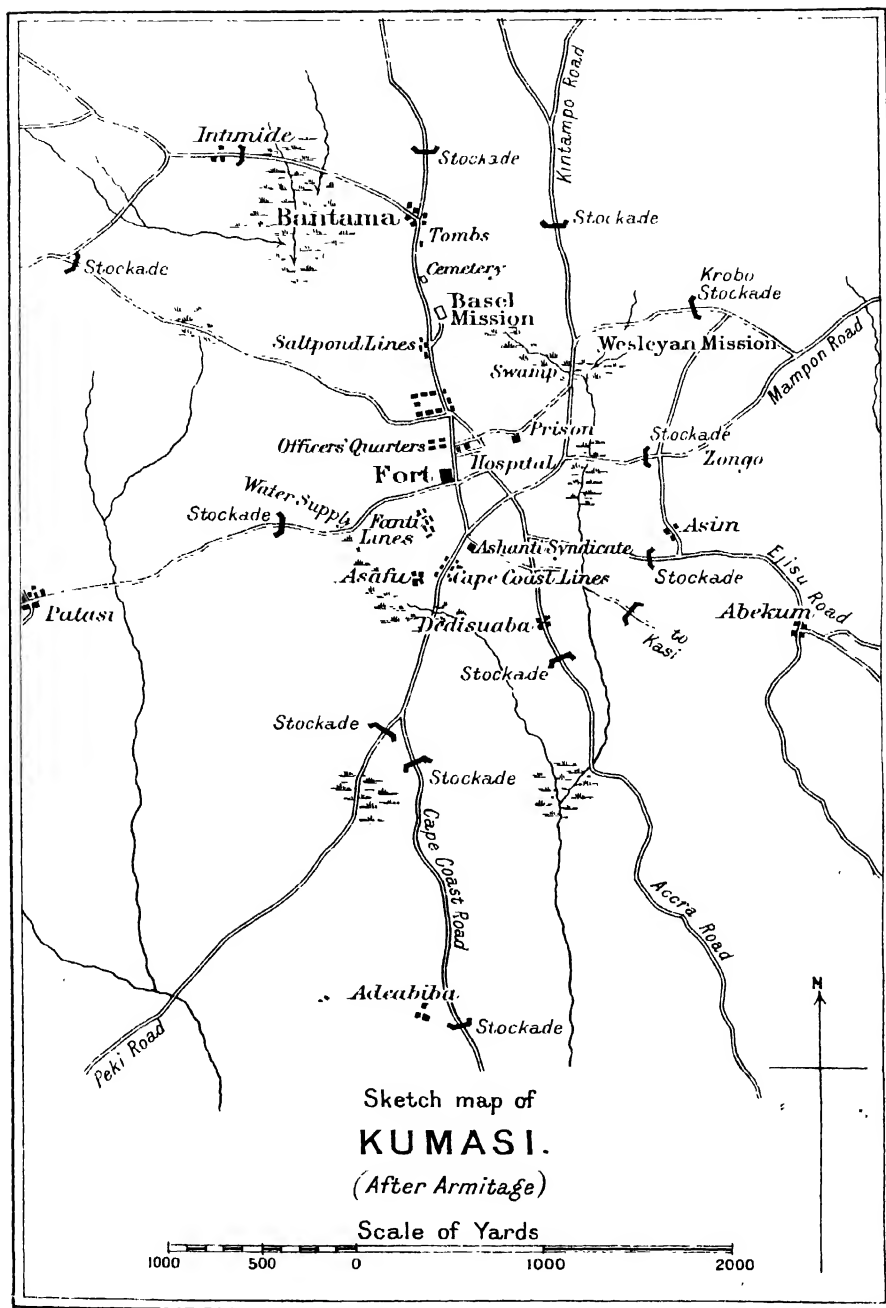 Intimide
Stockade
Kintampo Road
Bantama
Tombs
Stockade
Stockade
Cemetery
Krobo
Stockade
Basel
Mission
Saltpond Lines
Wesleyan Mission
Mampon Road
Swamp
Prison
Officers' Quarters
Stockade
Hospital
Zongo
Fort
Water Supply
Stockade
Fanti
Lines
Asim
Ashanti Syndicate
Stockade
Ejisu Road
Asafu
Cape Coast Lines
Patasi
Dedisuaba
Abekum
to
Kasi
Stockade
Stockade
Stockade
Cape Coast Road
Accra Road
Adeabiba
N
Stockade
Peki Road
Sketch map of
KUMASI.
(After Armitage)
Scale of Yards
1000 500 0 1000 2000